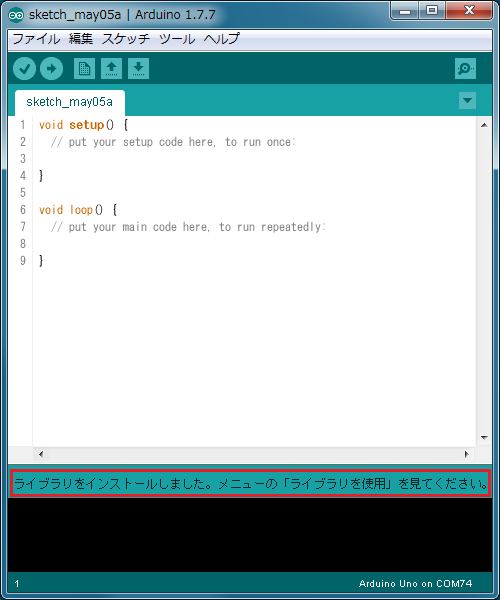 sketch_may05a | Arduino 1.7.7
ファイル 編集 スケッチ ツール ヘルプ
sketch_may05a
1 void setup() {
2 // put your setup code here, to run once:
3
4 }
5
6 void loop() {
7 // put your main code here, to run repeatedly:
8
9 }
ライブラリをインストールしました。メニューの「ライブラリを使用」を見てください。
1 Arduino Uno on COM74